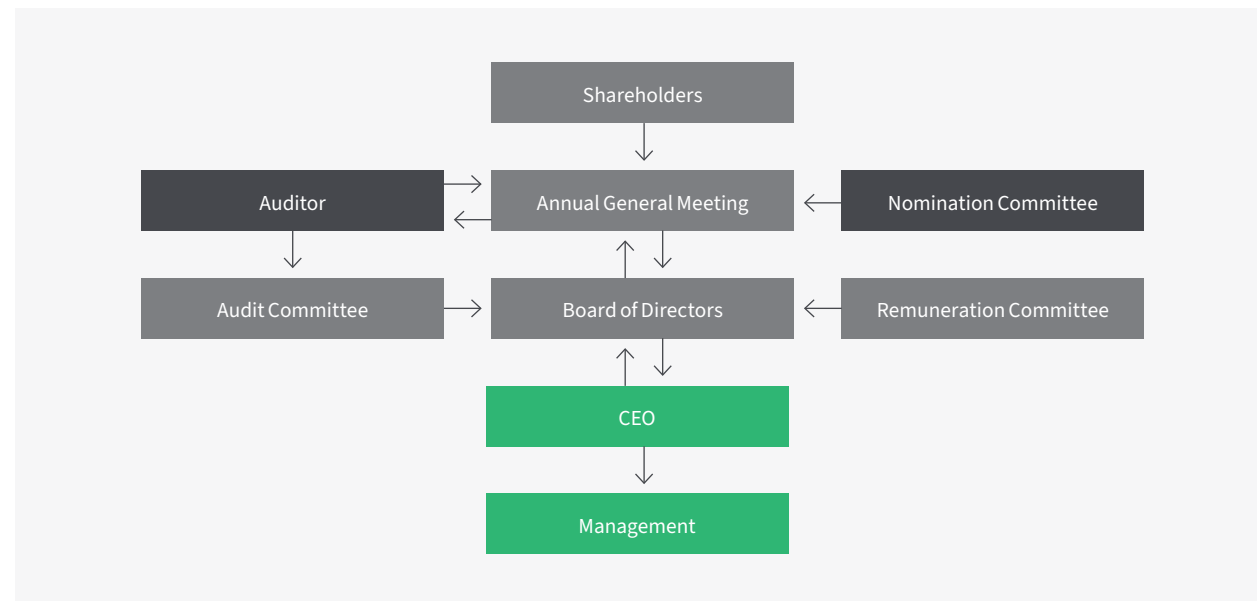 Shareholders
Auditor
Annual General Meeting
Nomination Committee
Audit Committee
Board of Directors
Remuneration Committee
CEO
Management